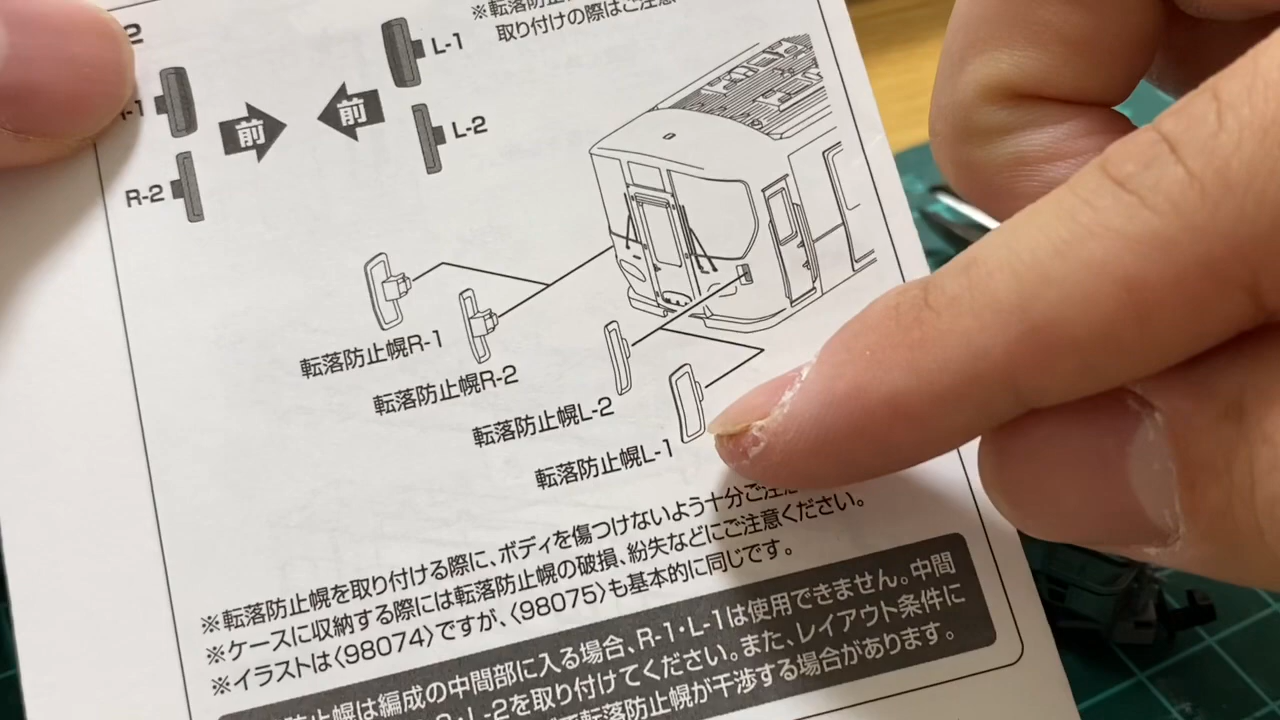 ※転落防止
取り付けの際はご注意
2
L-1
-1
前
前
L-2
R-2
転落防止幌R-1
転落防止幌R-2
転落防止幌L-2
転落防止幌L-1
※転落防止幌を取り付ける際に、ボディを傷つけないよう十分ご注意
※ケースに収納する際には転落防止幌の破損、紛失などにご注意ください。
※イラストは〈98074〉ですが、〈98075〉も基本的に同じです。
防止幌は編成の中間部に入る場合、R-1・L-1は使用できません。中間
・L-2を取り付けてください。また、レイアウト条件に
転落防止幌が干渉する場合があります。